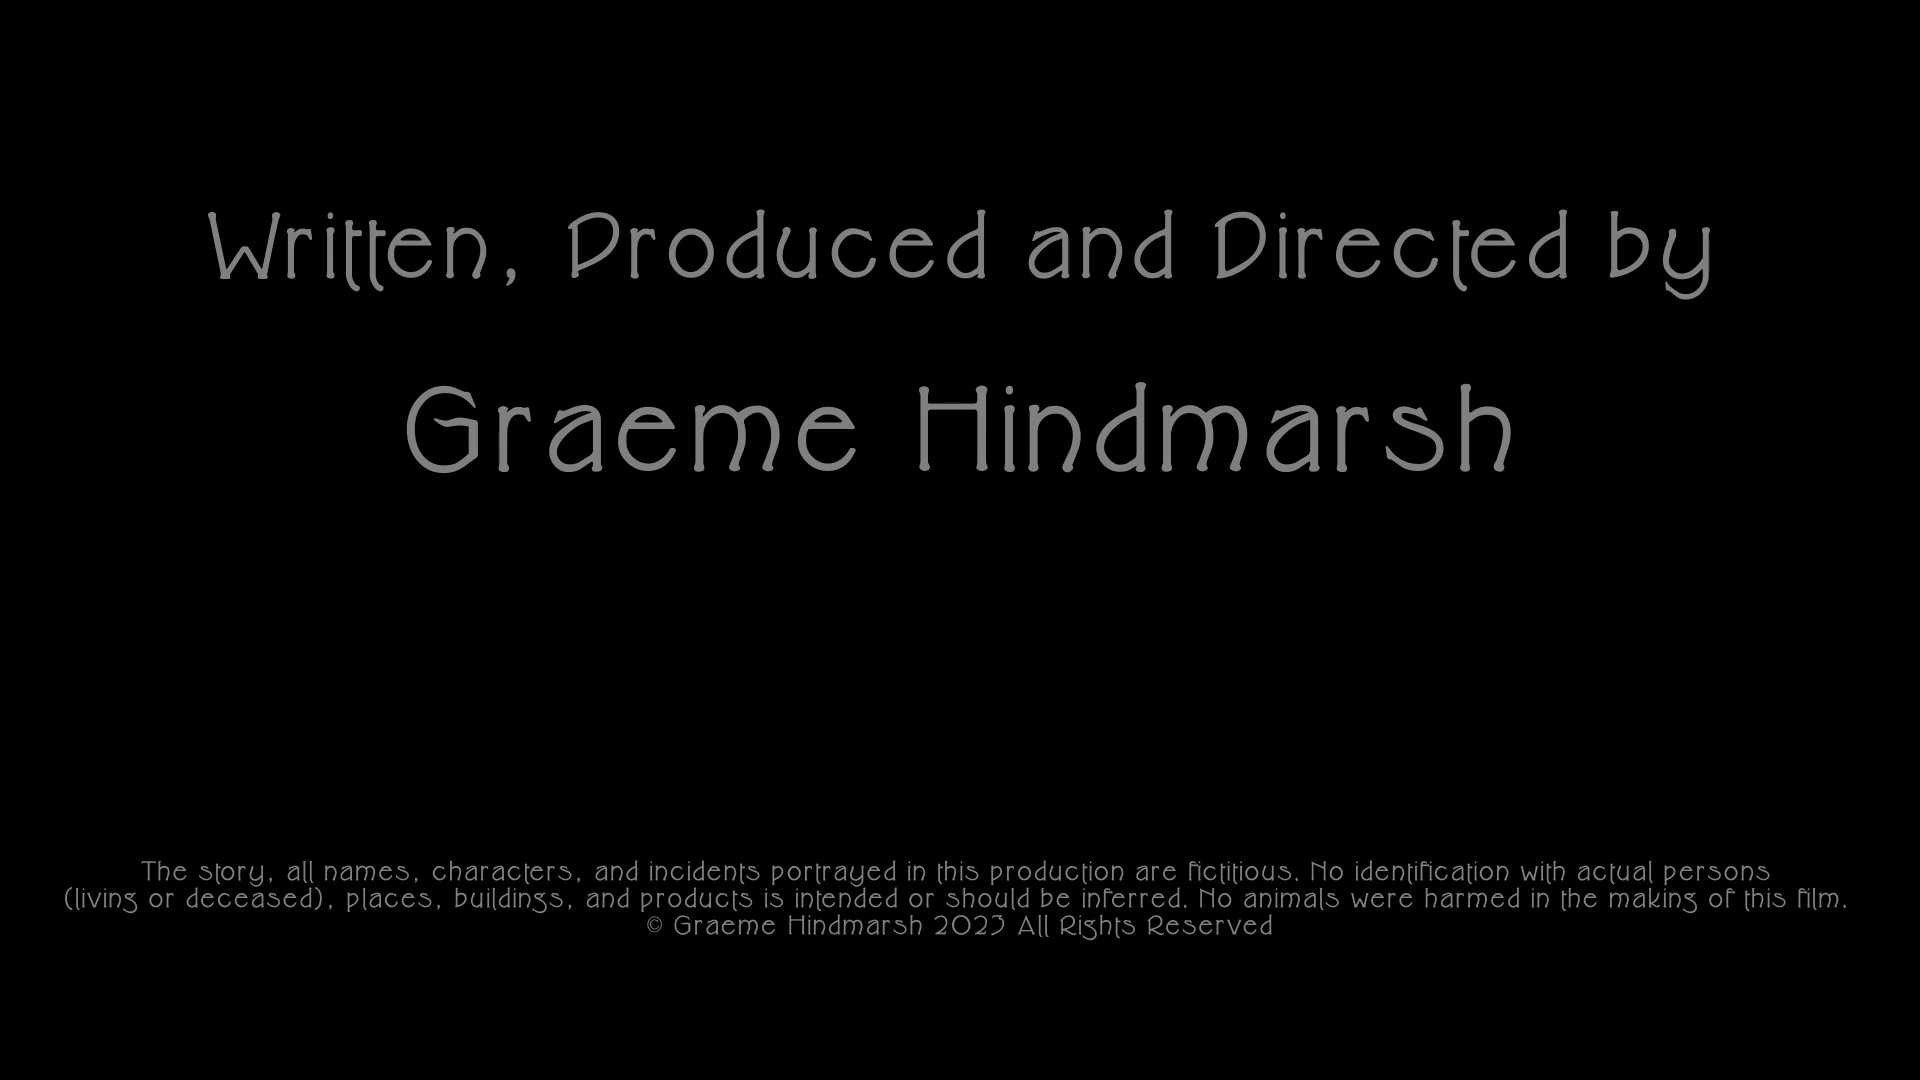 Written, Produced and Directed by
Graeme Hindmarsh
The story, all names, characters, and incidents portrayed in this production are fictitious. No identification with actual persons
(living or deceased), places, buildings, and products is intended or should be inferred. No animals were harmed in the making of this film.
© Graeme Hindmarsh 2023 All Rights Reserved